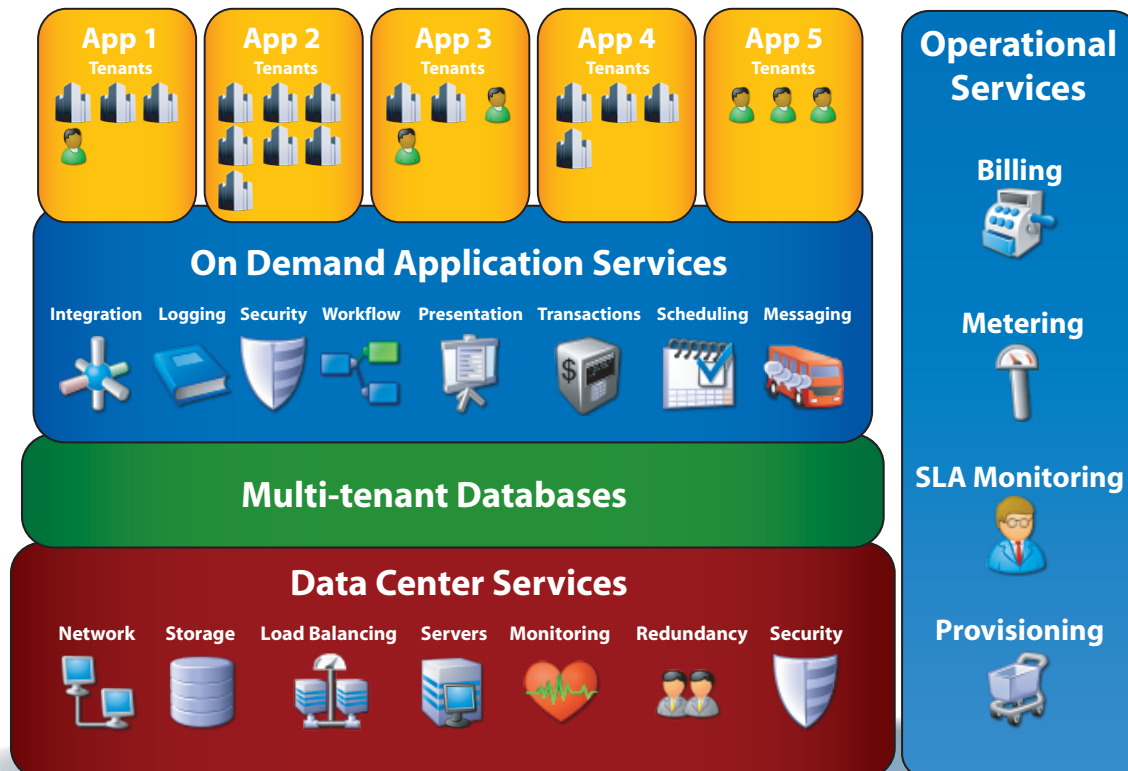 App 1
Tenants
App 2
Tenants
App 3
Tenants
App 4
Tenants
App 5
Tenants
On Demand Application Services
Integration Logging Security Workflow Presentation Transactions Scheduling Messaging
$
Multi-tenant Databases
Data Center Services
Network Storage Load Balancing Servers Monitoring Redundancy Security
Operational
Services
Billing
Metering
SLA Monitoring
Provisioning